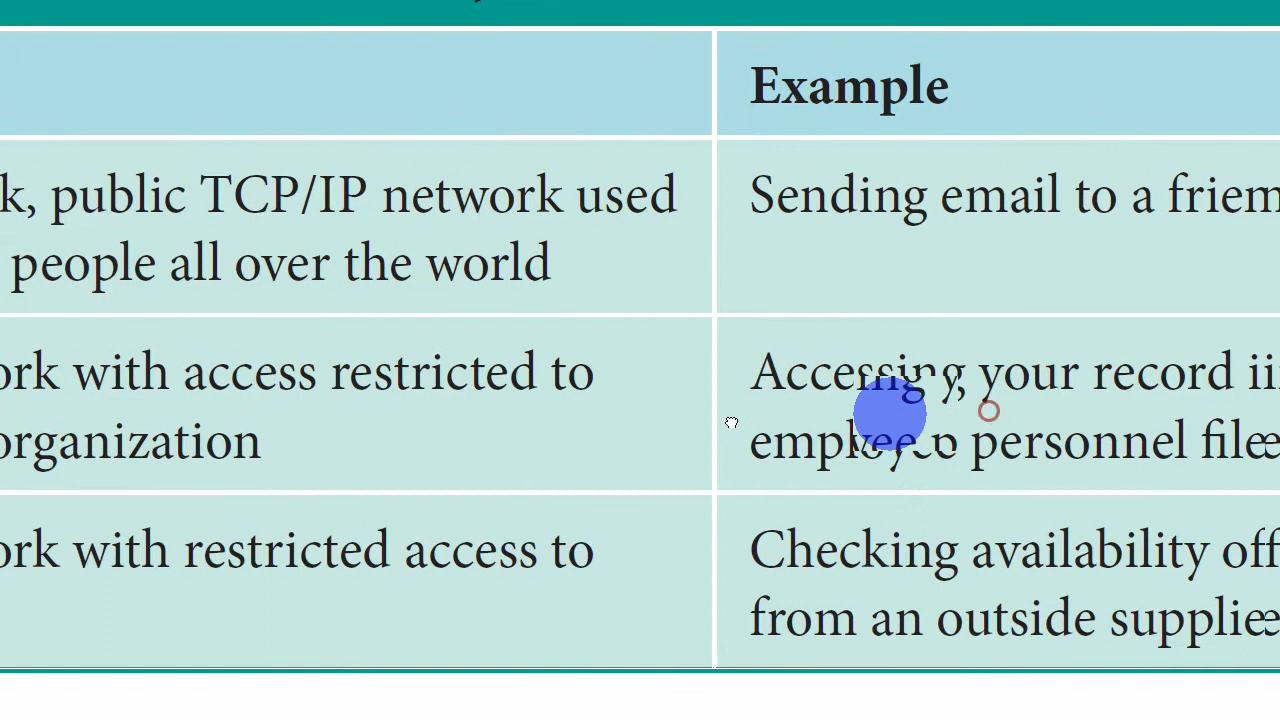 Example
k, public TCP/IP network used
people all over the world
Sending email to a frie
ork with access restricted to
organization
Accessing your record i
employee personnel file
ork with restricted access to
Checking availability of
from an outside supplie